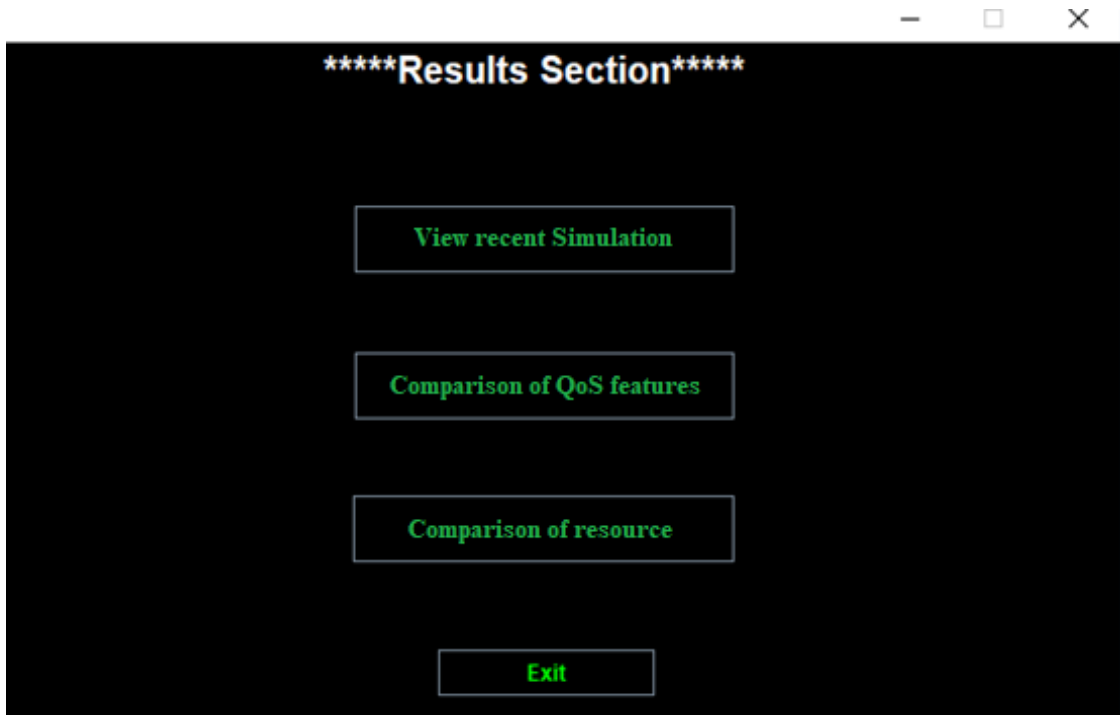 *****Results Section*****
View recent Simulation
Comparison of QoS features
Comparison of resource
Exit